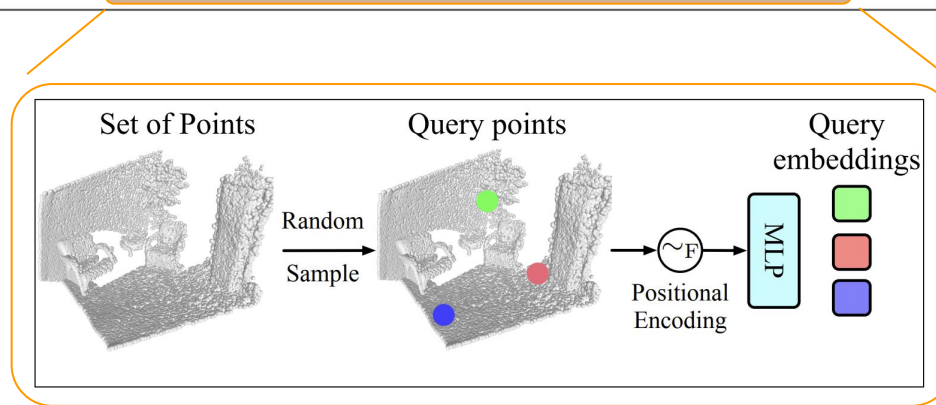 Set of Points
Query points
Query
embeddings
Random
Sample
~F
MLP
Positional
Encoding